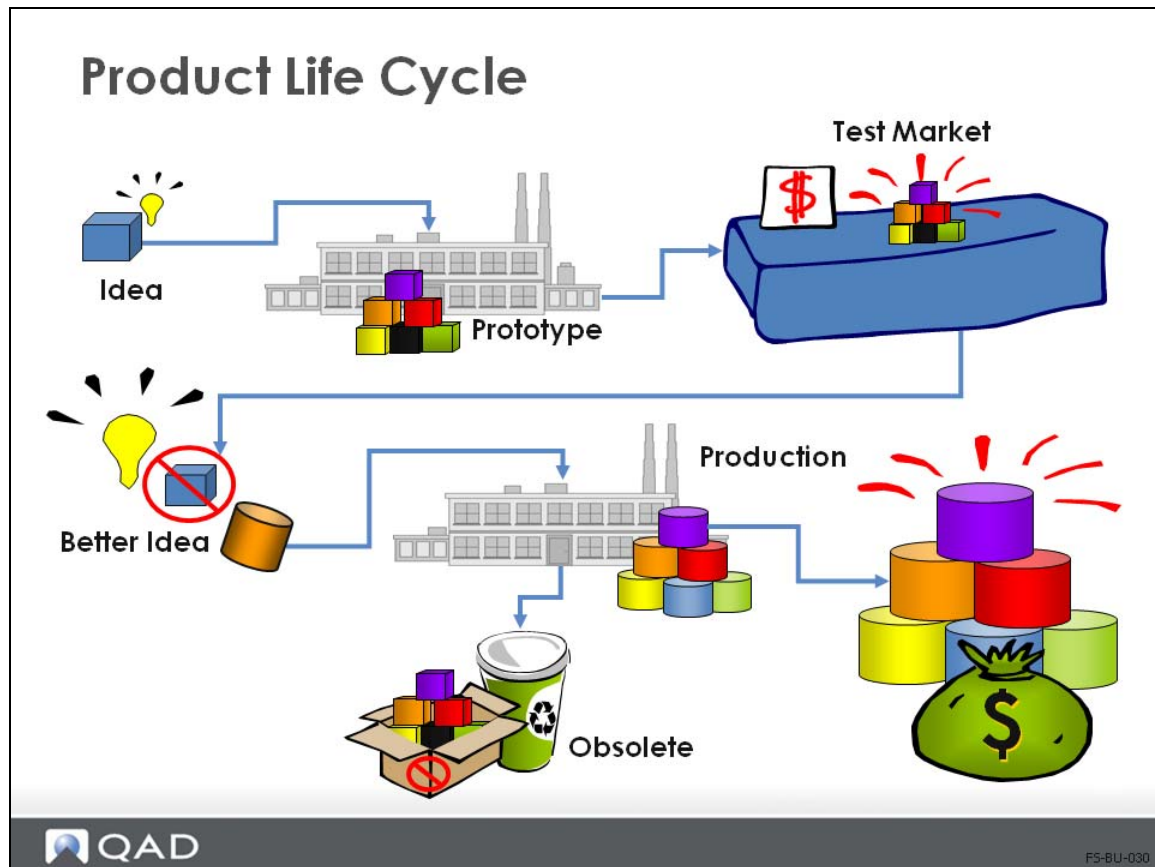 Product Life Cycle
Test Market
$
Idea
Prototype
Production
Better Idea
$
Obsolete
QAD
FS-BU-030